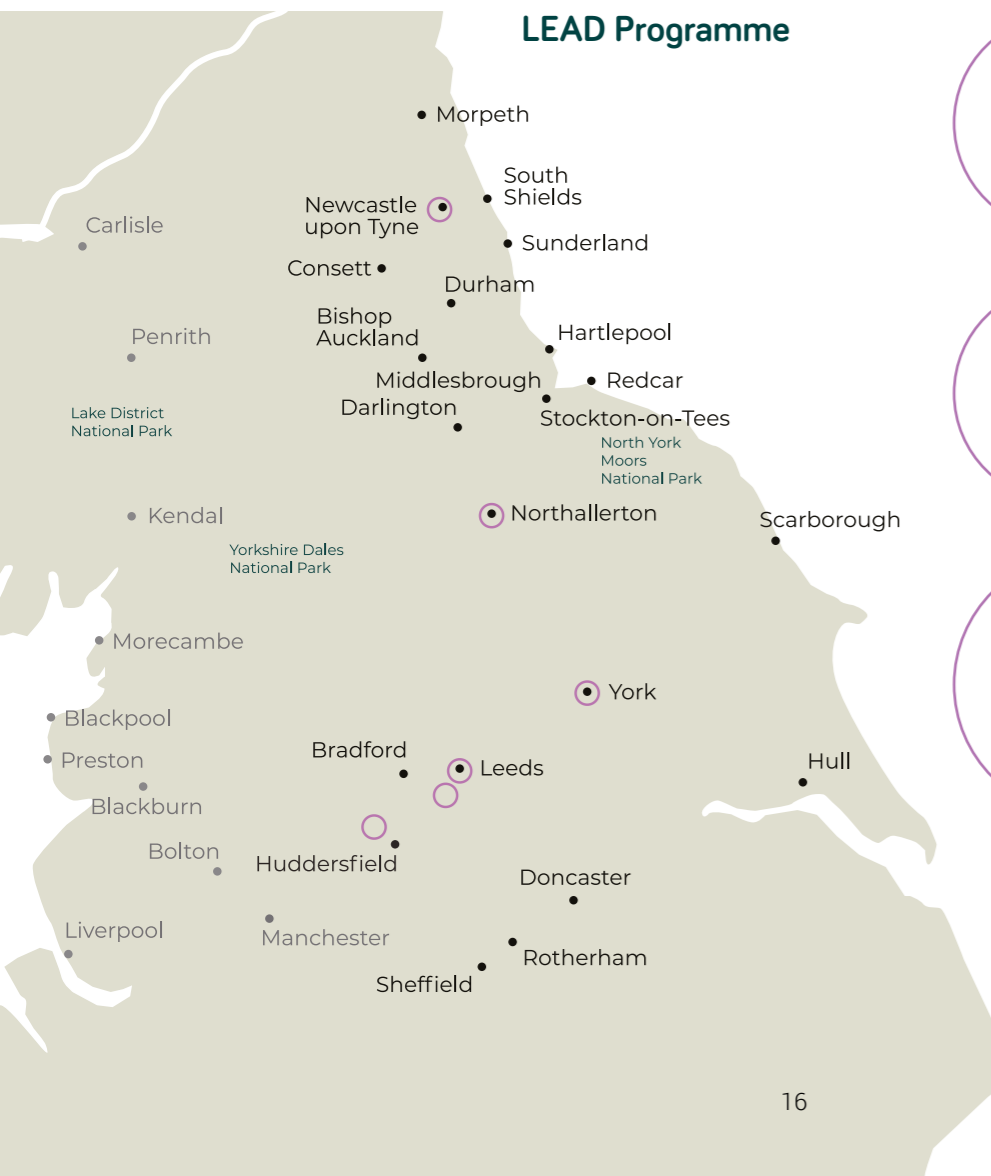 LEAD Programme
Morpeth
South
Shields
Newcastle
upon Tyne
Carlisle
Sunderland
Consett
Durham
Bishop
Auckland
Hartlepool
Penrith
Middlesbrough
Redcar
Darlington
Stockton-on-Tees
Lake District
National Park
North York
Moors
National Park
Kendal
Northallerton
Scarborough
Yorkshire Dales
National Park
Morecambe
York
Blackpool
Bradford
Preston
Leeds
Hull
Blackburn
Bolton
Huddersfield
Doncaster
Liverpool
Manchester
Rotherham
Sheffield
16